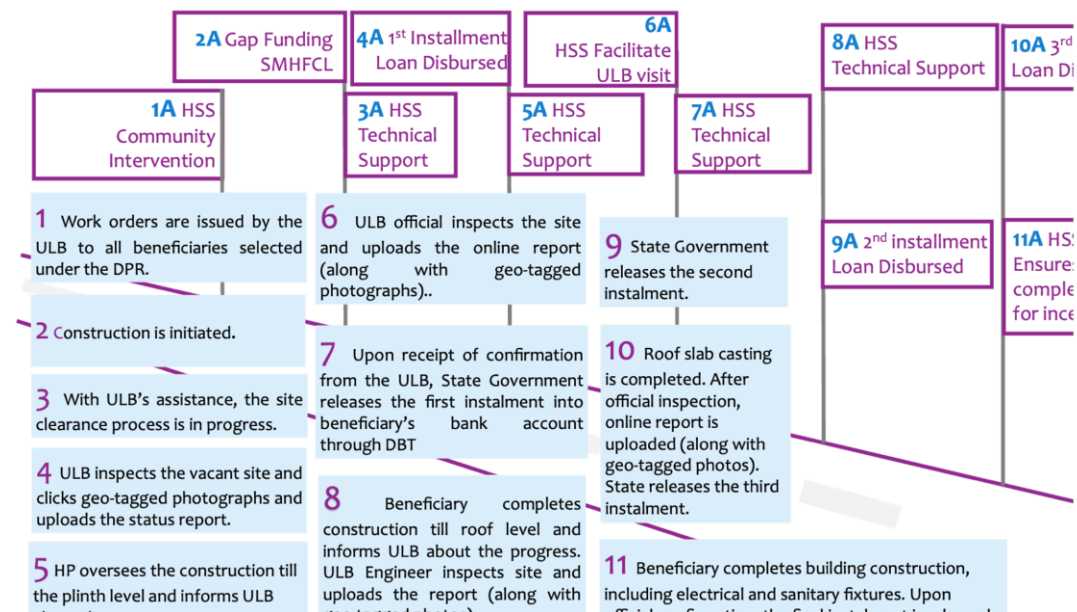 2A Gap Funding
SMHFCL
4A 1st Installment
Loan Disbursed
6A
HSS Facilitate
ULB visit
8A HSS
Technical Support
10A 3rd
Loan Di
1A HSS
Community
Intervention
3A HSS
Technical
Support
5A HSS
Technical
Support
7A HSS
Technical
Support
9A 2nd installment
Loan Disbursed
11A HSS
Ensures
comple
for ince
1 Work orders are issued by the
ULB to all beneficiaries selected
under the DPR.
2 Construction is initiated.
3 With ULB's assistance, the site
clearance process is in progress.
4 ULB inspects the vacant site and
clicks geo-tagged photographs and
uploads the status report.
5 HP oversees the construction till
the plinth level and informs ULB
6 ULB official inspects the site
and uploads the online report
(along with geo-tagged
photographs)..
7 Upon receipt of confirmation
from the ULB, State Government
releases the first instalment into
beneficiary's bank account
through DBT
8 Beneficiary completes
construction till roof level and
informs ULB about the progress.
ULB Engineer inspects site and
uploads the report (along with
9 State Government
releases the second
instalment.
10 Roof slab casting
is completed. After
official inspection,
online report is
uploaded (along with
geo-tagged photos).
State releases the third
instalment.
11 Beneficiary completes building construction,
including electrical and sanitary fixtures. Upon